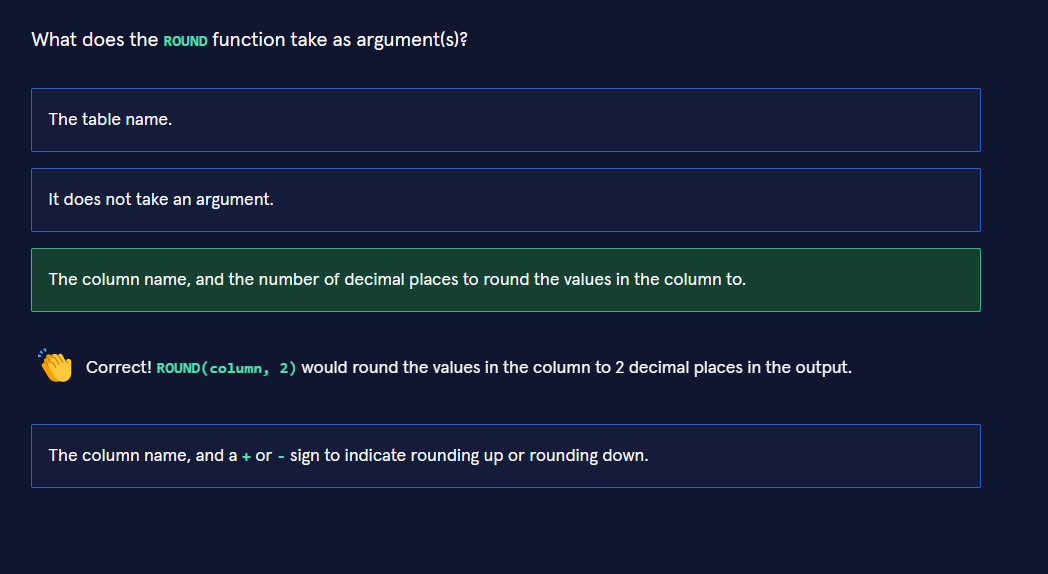 What does the ROUND function take as argument(s)?
The table name.
It does not take an argument.
The column name, and the number of decimal places to round the values in the column to.
Correct! ROUND(column, 2) would round the values in the column to 2 decimal places in the output.
The column name, and a + or - sign to indicate rounding up or rounding down.